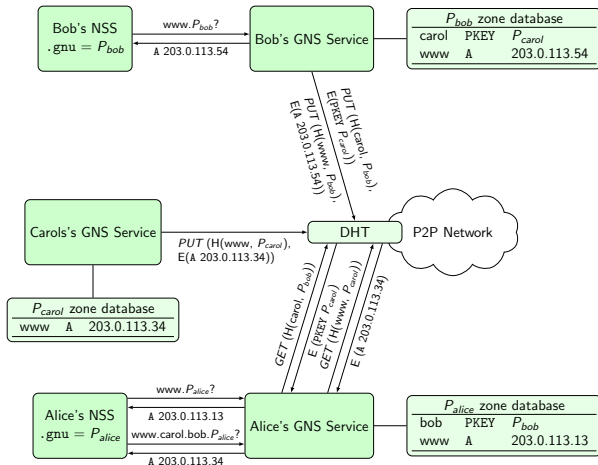 Bob's NSS
.gnu = P_bob
www.P_bob?
A 203.0.113.54
Bob's GNS Service
P_bob zone database
carol PKEY P_carol
www A 203.0.113.54
PUT (H(carol, P_bob),
E(PKEY P_carol))
PUT (H(www, P_bob),
E(A 203.0.113.54))
Carols's GNS Service
PUT (H(www, P_carol),
E(A 203.0.113.34))
DHT
P2P Network
P_carol zone database
www A 203.0.113.34
GET (H(carol, P_bob))
E (PKEY P_carol)
GET (H(www, P_carol))
E (A 203.0.113.34)
Alice's NSS
.gnu = P_alice
www.P_alice?
A 203.0.113.13
www.carol.bob.P_alice?
A 203.0.113.34
Alice's GNS Service
P_alice zone database
bob PKEY P_bob
www A 203.0.113.13